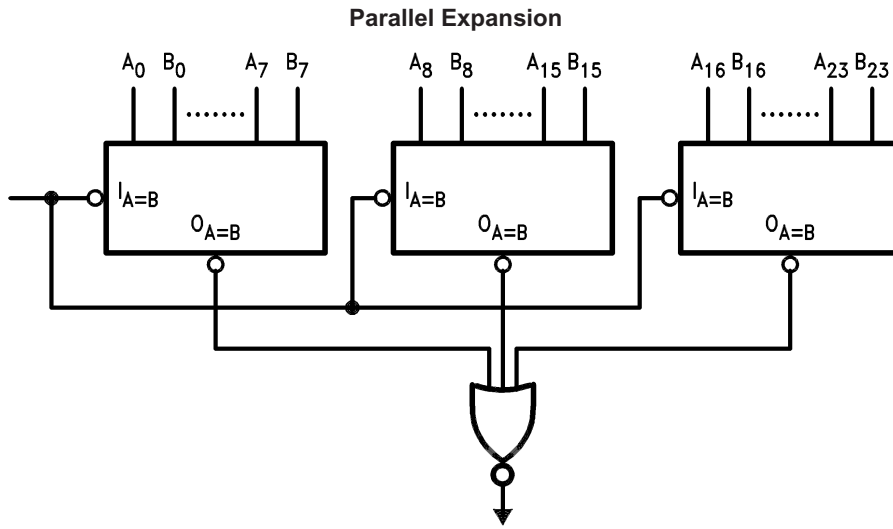 Parallel Expansion
A0 B0 A7 B7 A8 B8 A15 B15 A16 B16 A23 B23
IA=B IA=B IA=B
OA=B OA=B OA=B